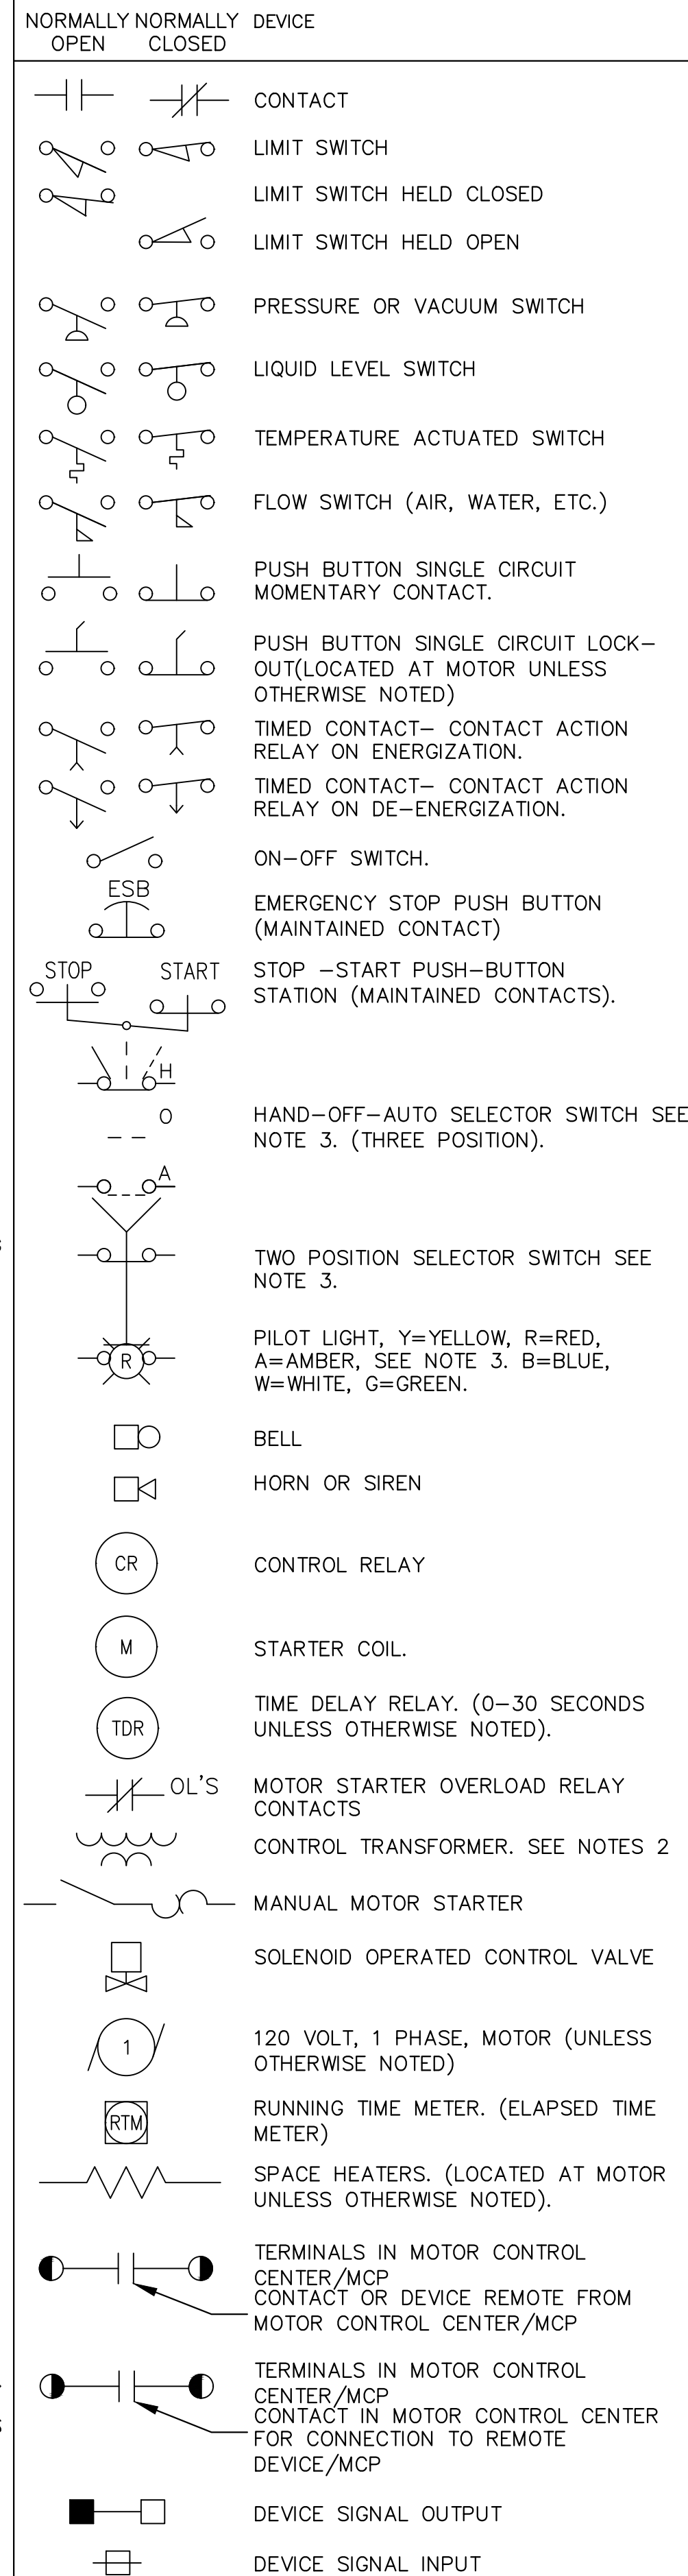 NORMALLY NORMALLY DEVICE
OPEN CLOSED
CONTACT
LIMIT SWITCH
LIMIT SWITCH HELD CLOSED
LIMIT SWITCH HELD OPEN
PRESSURE OR VACUUM SWITCH
LIQUID LEVEL SWITCH
TEMPERATURE ACTUATED SWITCH
FLOW SWITCH (AIR, WATER, ETC.)
PUSH BUTTON SINGLE CIRCUIT
MOMENTARY CONTACT.
PUSH BUTTON SINGLE CIRCUIT LOCK-
OUT(LOCATED AT MOTOR UNLESS
OTHERWISE NOTED)
TIMED CONTACT- CONTACT ACTION
RELAY ON ENERGIZATION.
TIMED CONTACT- CONTACT ACTION
RELAY ON DE-ENERGIZATION.
ON-OFF SWITCH.
ESB
EMERGENCY STOP PUSH BUTTON
(MAINTAINED CONTACT)
STOP START
STOP -START PUSH-BUTTON
STATION (MAINTAINED CONTACTS).
H
O
HAND-OFF-AUTO SELECTOR SWITCH SEE
NOTE 3. (THREE POSITION).
A
TWO POSITION SELECTOR SWITCH SEE
NOTE 3.
R
PILOT LIGHT, Y=YELLOW, R=RED,
A=AMBER, SEE NOTE 3. B=BLUE,
W=WHITE, G=GREEN.
BELL
HORN OR SIREN
CR
CONTROL RELAY
M
STARTER COIL.
TDR
TIME DELAY RELAY. (0-30 SECONDS
UNLESS OTHERWISE NOTED).
OL'S
MOTOR STARTER OVERLOAD RELAY
CONTACTS
CONTROL TRANSFORMER. SEE NOTES 2
MANUAL MOTOR STARTER
SOLENOID OPERATED CONTROL VALVE
1
120 VOLT, 1 PHASE, MOTOR (UNLESS
OTHERWISE NOTED)
RTM
RUNNING TIME METER. (ELAPSED TIME
METER)
SPACE HEATERS. (LOCATED AT MOTOR
UNLESS OTHERWISE NOTED).
TERMINALS IN MOTOR CONTROL
CENTER/MCP
CONTACT OR DEVICE REMOTE FROM
MOTOR CONTROL CENTER/MCP
TERMINALS IN MOTOR CONTROL
CENTER/MCP
CONTACT IN MOTOR CONTROL CENTER
FOR CONNECTION TO REMOTE
DEVICE/MCP
DEVICE SIGNAL OUTPUT
DEVICE SIGNAL INPUT